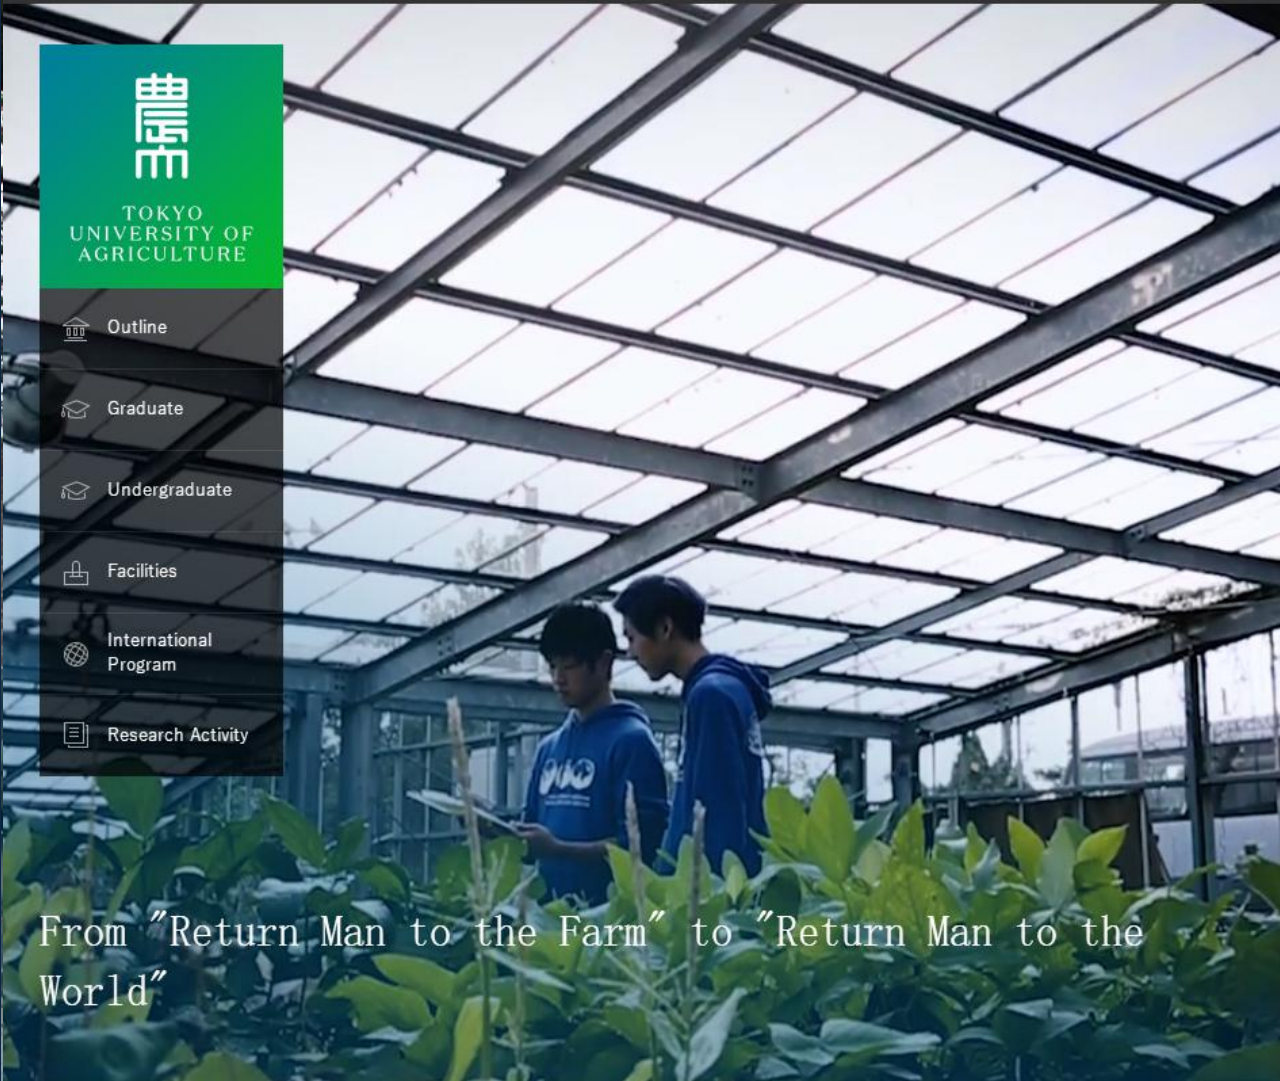 農大
TOKYO
UNIVERSITY OF
AGRICULTURE
Outline
Graduate
Undergraduate
Facilities
International
Program
Research Activity
From "Return Man to the Farm" to "Return Man to the
World"